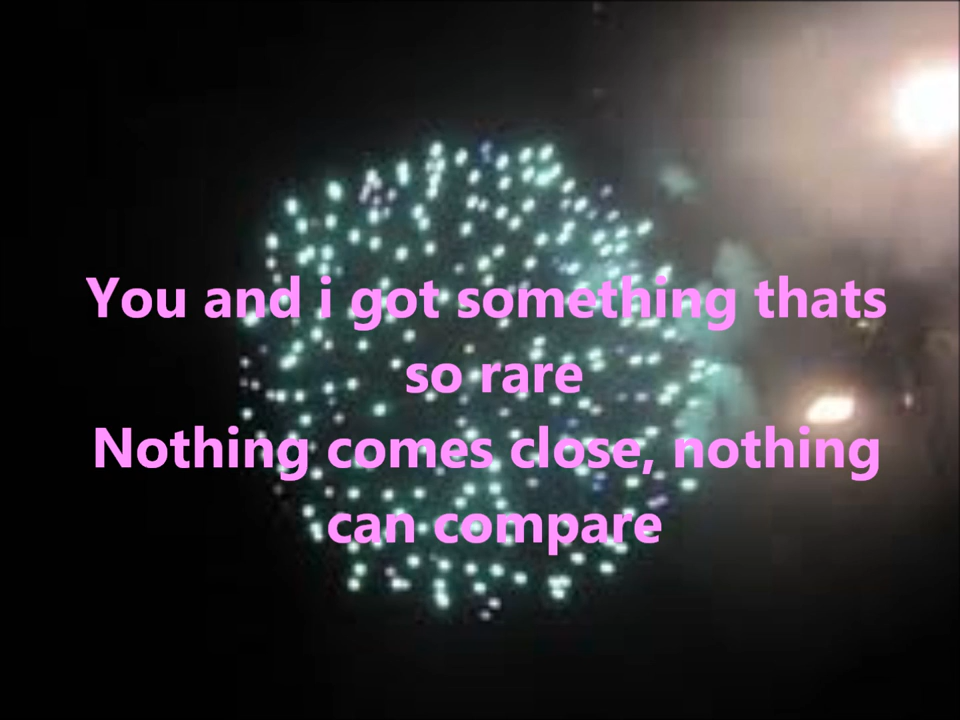 You and i got something thats
so rare
Nothing comes close, nothing
can compare